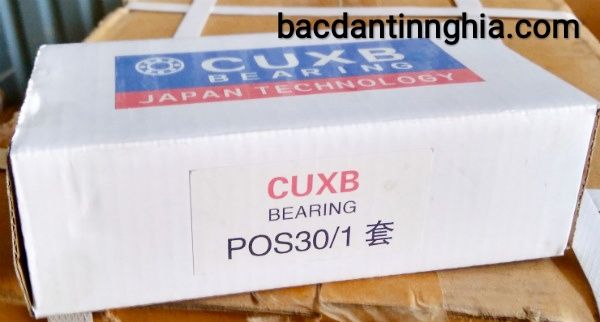 bacdantinnghia.com
CUXB
BEARING
JAPAN TECHNOLOGY
CUXB
BEARING
POS30/1 套